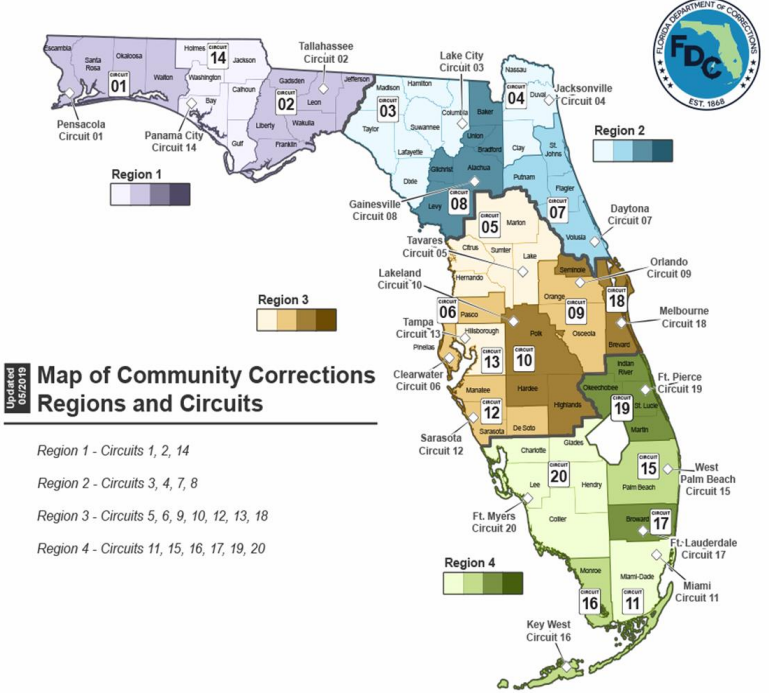 FLORIDA DEPARTMENT OF CORRECTIONS
FDC
EST. 1868
Escambia
Santa
Rosa
Okaloosa
Walton
CIRCUIT
01
Pensacola
Circuit 01
Holmes
CIRCUIT
14
Jackson
Washington
Bay
Calhoun
Gulf
Panama City
Circuit 14
Tallahassee
Circuit 02
Gadsden
Jefferson
CIRCUIT
02
Leon
Liberty
Wakulla
Franklin
Lake City
Circuit 03
Madison
Hamilton
CIRCUIT
03
Taylor
Suwannee
Columbia
Lafayette
Dixie
Nassau
CIRCUIT
04
Duval
Clay
Jacksonville
Circuit 04
Baker
Union
Bradford
Gilchrist
Alachua
Levy
CIRCUIT
08
Gainesville
Circuit 08
St.
Johns
Putnam
Flagler
CIRCUIT
07
Volusia
Daytona
Circuit 07
Region 1
Region 2
Region 3
CIRCUIT
05
Marion
Citrus
Sumter
Lake
Hernando
Tavares
Circuit 05
Lakeland
Circuit 10
Seminole
Orange
CIRCUIT
09
Osceola
Orlando
Circuit 09
CIRCUIT
18
Brevard
Melbourne
Circuit 18
CIRCUIT
06
Pasco
Pinellas
Clearwater
Circuit 06
Tampa
Circuit 13
Hillsborough
CIRCUIT
13
Polk
CIRCUIT
10
Hardee
Highlands
Manatee
CIRCUIT
12
Sarasota
De Soto
Sarasota
Circuit 12
Indian
River
Okeechobee
CIRCUIT
19
St. Lucie
Martin
Ft. Pierce
Circuit 19
Charlotte
Glades
CIRCUIT
20
Lee
Hendry
Collier
Ft. Myers
Circuit 20
CIRCUIT
15
Palm Beach
West
Palm Beach
Circuit 15
Broward
CIRCUIT
17
Ft. Lauderdale
Circuit 17
Region 4
Monroe
CIRCUIT
16
Miami-Dade
CIRCUIT
11
Miami
Circuit 11
Key West
Circuit 16
Updated
05/2019
Map of Community Corrections
Regions and Circuits
Region 1 - Circuits 1, 2, 14
Region 2 - Circuits 3, 4, 7, 8
Region 3 - Circuits 5, 6, 9, 10, 12, 13, 18
Region 4 - Circuits 11, 15, 16, 17, 19, 20